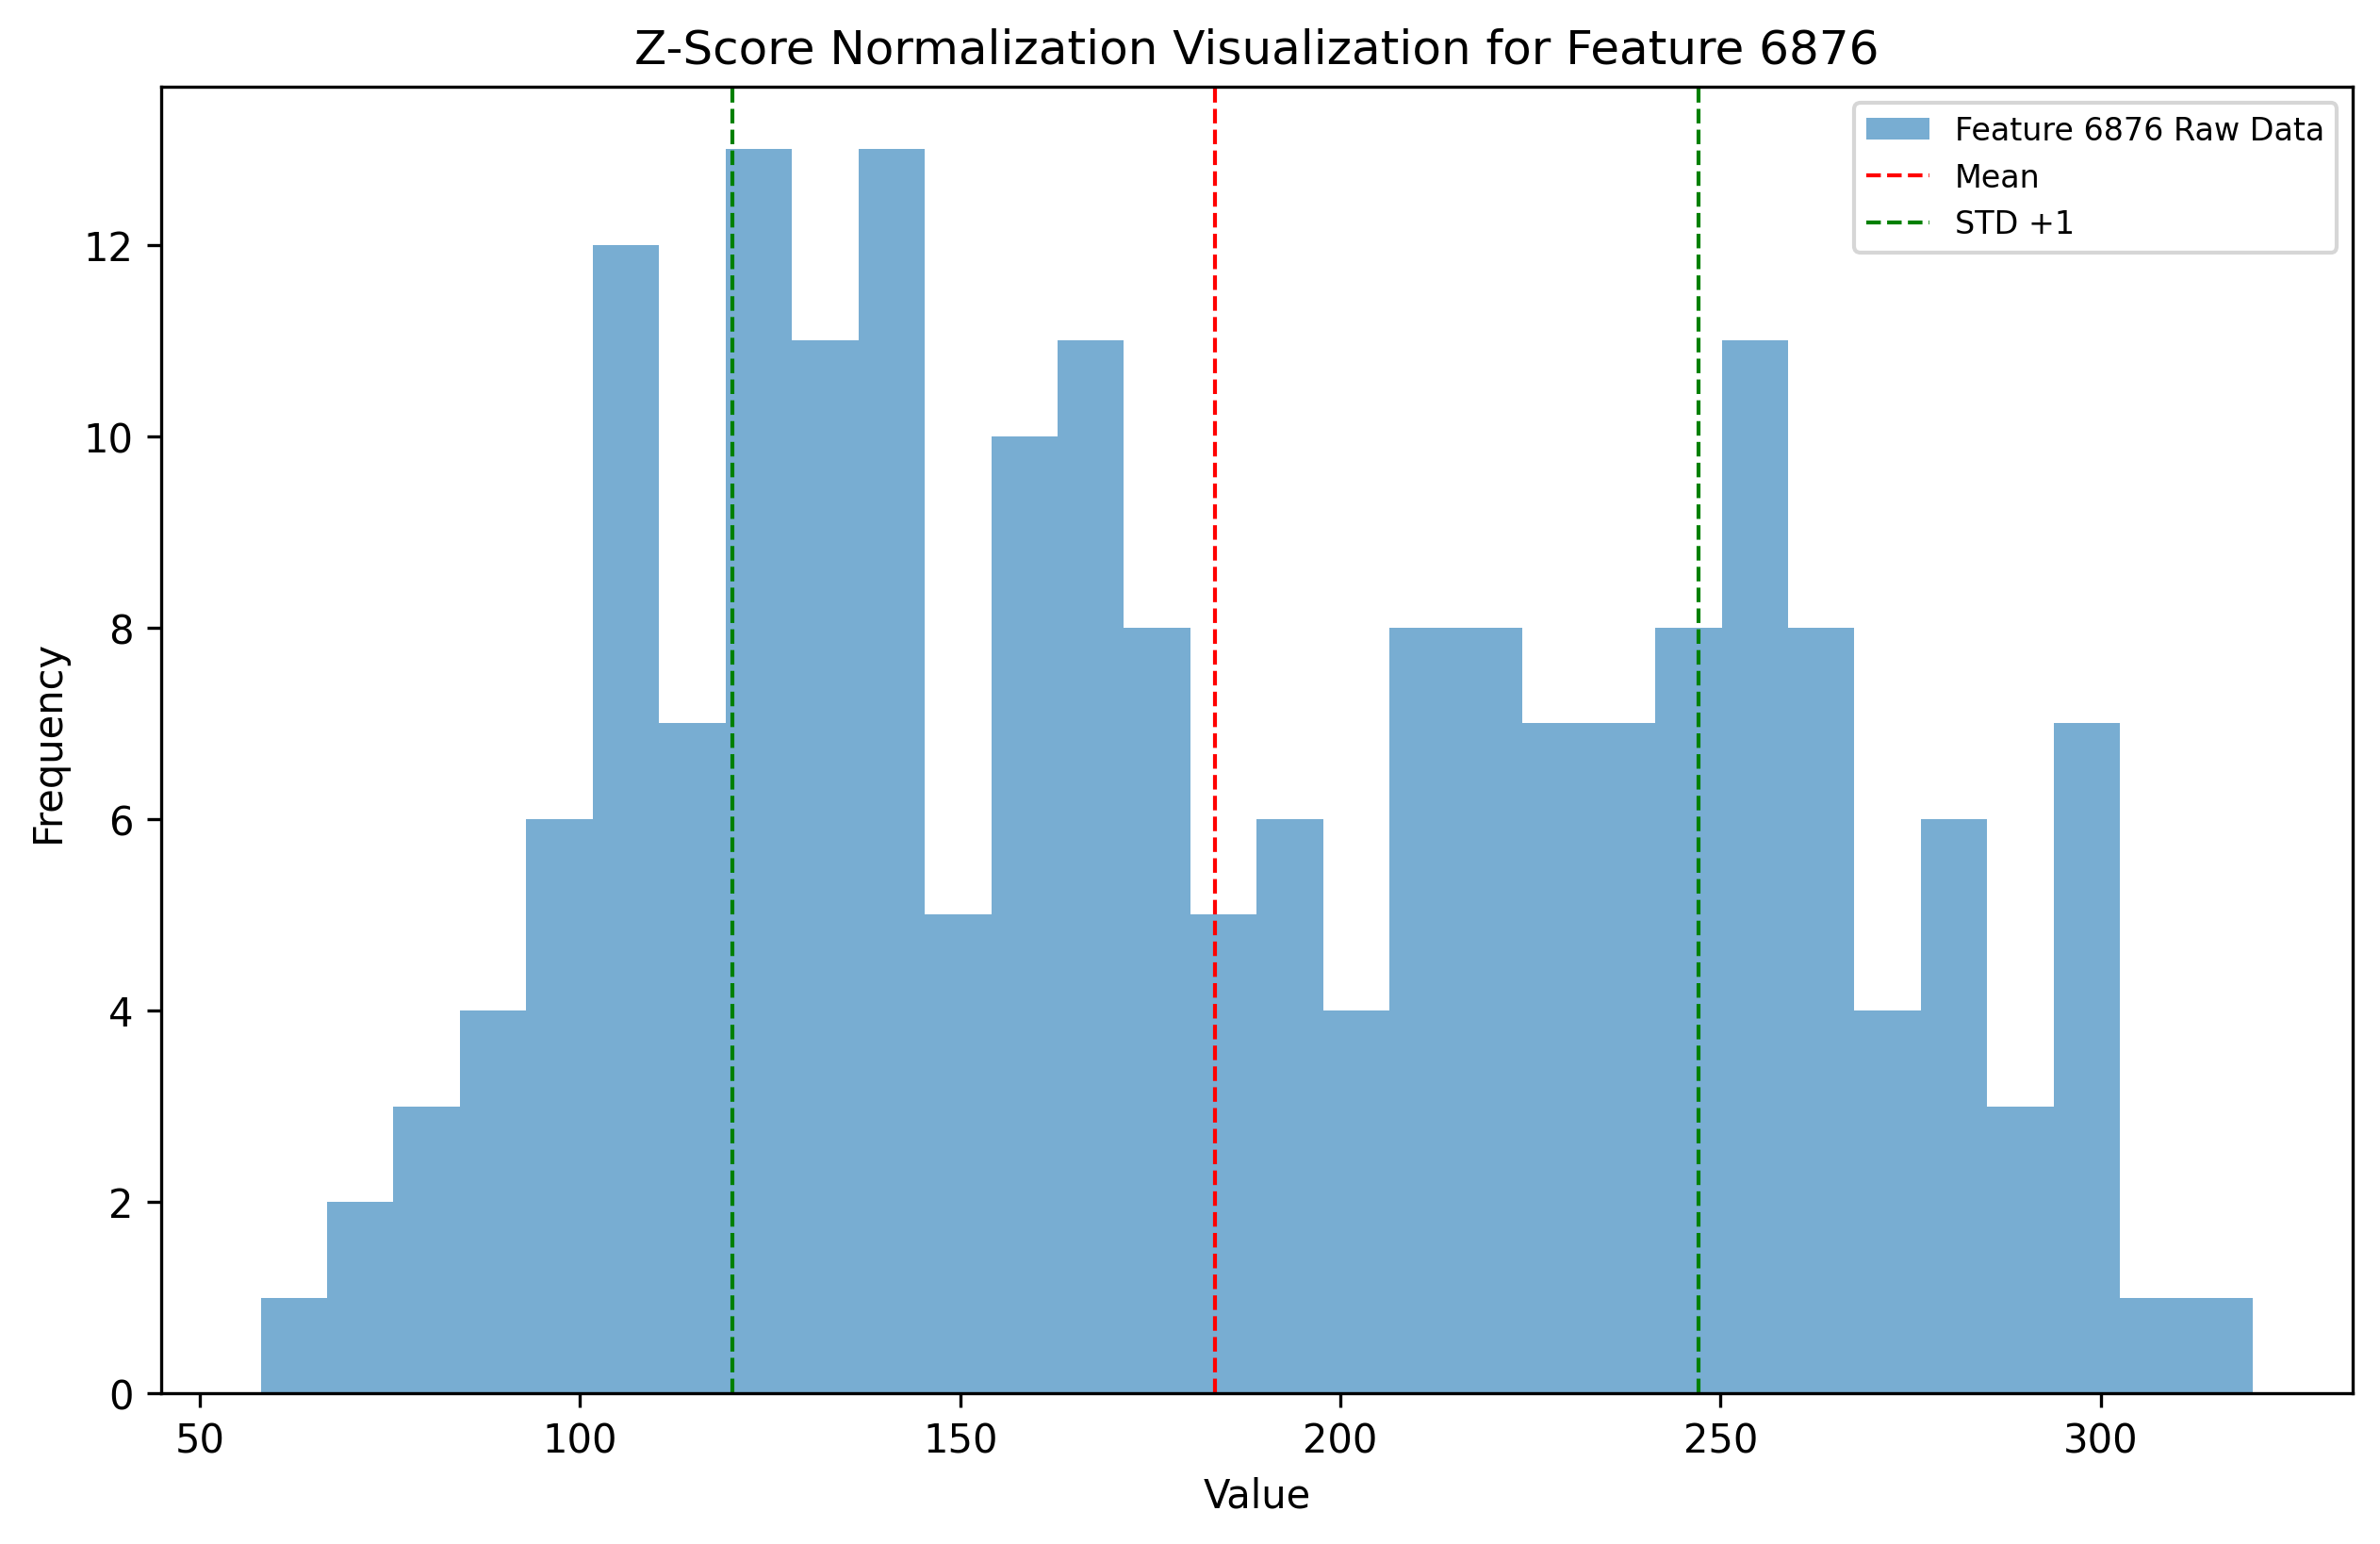 Z-Score Normalization Visualization for Feature 6876
Feature 6876 Raw Data
Mean
STD +1
Frequency
12
10
8
6
4
2
0
50 100 150 200 250 300
Value